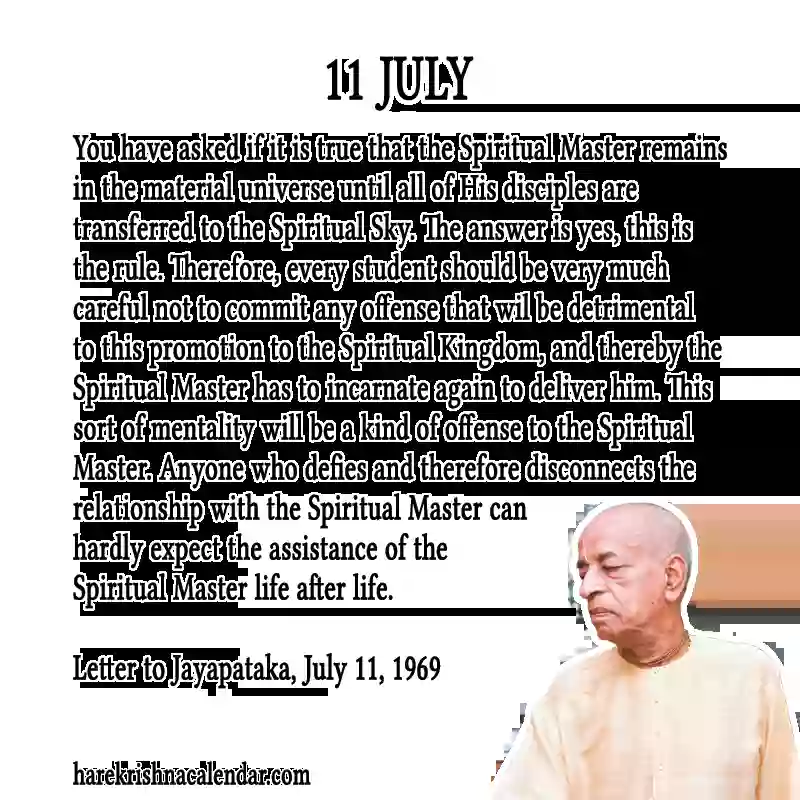 11 JULY
You have asked if it is true that the Spiritual Master remains
in the material universe until all of His disciples are
transferred to the Spiritual Sky. The answer is yes, this is
the rule. Therefore, every student should be very much
careful not to commit any offense that wil be detrimental
to this promotion to the Spiritual Kingdom, and thereby the
Spiritual Master has to incarnate again to deliver him. This
sort of mentality will be a kind of offense to the Spiritual
Master. Anyone who defies and therefore disconnects the
relationship with the Spiritual Master can
hardly expect the assistance of the
Spiritual Master life after life.
Letter to Jayapataka, July 11, 1969
harekrishnacalendar.com